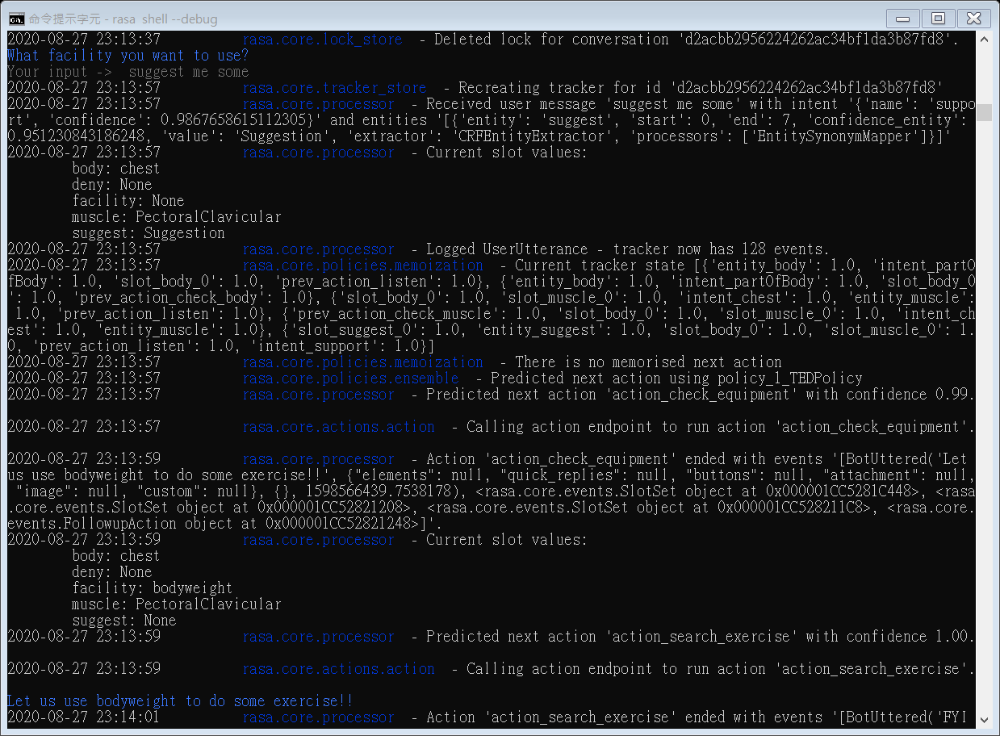 命令提示字元 - rasa  shell --debug
2020-08-27 23:13:37          rasa.core.lock_store  - Deleted lock for conversation 'd2acbb2956224262ac34bf1da3b87fd8'.
What facility you want to use?
Your input ->  suggest me some
2020-08-27 23:13:57          rasa.core.tracker_store  - Recreating tracker for id 'd2acbb2956224262ac34bf1da3b87fd8'
2020-08-27 23:13:57          rasa.core.processor  - Received user message 'suggest me some' with intent '{'name': 'suppo
rt', 'confidence': 0.9867658615112305}' and entities '[{'entity': 'suggest', 'start': 0, 'end': 7, 'confidence_entity':
0.951230843186248, 'value': 'Suggestion', 'extractor': 'CRFEntityExtractor', 'processors': ['EntitySynonymMapper']}]'
2020-08-27 23:13:57          rasa.core.processor  - Current slot values:
        body: chest
        deny: None
        facility: None
        muscle: PectoralClavicular
        suggest: Suggestion
2020-08-27 23:13:57          rasa.core.processor  - Logged UserUtterance - tracker now has 128 events.
2020-08-27 23:13:57          rasa.core.policies.memoization  - Current tracker state [{'entity_body': 1.0, 'intent_partO
fBody': 1.0, 'slot_body_0': 1.0, 'prev_action_listen': 1.0}, {'entity_body': 1.0, 'intent_partOfBody': 1.0, 'slot_body_0
': 1.0, 'prev_action_check_body': 1.0}, {'slot_body_0': 1.0, 'slot_muscle_0': 1.0, 'intent_chest': 1.0, 'entity_muscle':
 1.0, 'prev_action_listen': 1.0}, {'prev_action_check_muscle': 1.0, 'slot_body_0': 1.0, 'slot_muscle_0': 1.0, 'intent_ch
est': 1.0, 'entity_muscle': 1.0}, {'slot_suggest_0': 1.0, 'entity_suggest': 1.0, 'slot_body_0': 1.0, 'slot_muscle_0': 1.
0, 'prev_action_listen': 1.0, 'intent_support': 1.0}]
2020-08-27 23:13:57          rasa.core.policies.memoization  - There is no memorised next action
2020-08-27 23:13:57          rasa.core.policies.ensemble  - Predicted next action using policy_1_TEDPolicy
2020-08-27 23:13:57          rasa.core.processor  - Predicted next action 'action_check_equipment' with confidence 0.99.
2020-08-27 23:13:57          rasa.core.actions.action  - Calling action endpoint to run action 'action_check_equipment'.
2020-08-27 23:13:59          rasa.core.processor  - Action 'action_check_equipment' ended with events '[BotUttered('Let
us use bodyweight to do some exercise!!', {"elements": null, "quick_replies": null, "buttons": null, "attachment": null,
 "image": null, "custom": null}, {}, 1598566439.7538178), <rasa.core.events.SlotSet object at 0x000001CC5281C448>, <rasa
.core.events.SlotSet object at 0x000001CC52821208>, <rasa.core.events.SlotSet object at 0x000001CC528211C8>, <rasa.core.
events.FollowupAction object at 0x000001CC52821248>]'.
2020-08-27 23:13:59          rasa.core.processor  - Current slot values:
        body: chest
        deny: None
        facility: bodyweight
        muscle: PectoralClavicular
        suggest: None
2020-08-27 23:13:59          rasa.core.processor  - Predicted next action 'action_search_exercise' with confidence 1.00.
2020-08-27 23:13:59          rasa.core.actions.action  - Calling action endpoint to run action 'action_search_exercise'.
Let us use bodyweight to do some exercise!!
2020-08-27 23:14:01          rasa.core.processor  - Action 'action_search_exercise' ended with events '[BotUttered('FYI